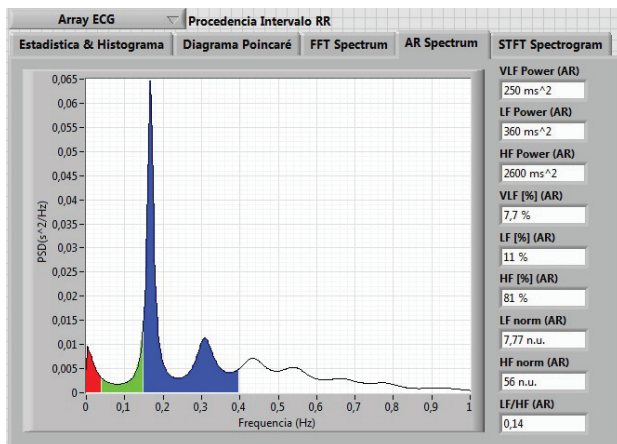 Array ECG Procedencia Intervalo RR
Estadistica & Histograma Diagrama Poincaré FFT Spectrum AR Spectrum STFT Spectrogram
0,065
0,06
0,055
0,05
0,045
0,04
0,035
0,03
0,025
0,02
0,015
0,01
0,005
0
PSD(s^2/Hz)
0 0,1 0,2 0,3 0,4 0,5 0,6 0,7 0,8 0,9 1
Frequencia (Hz)
VLF Power (AR)
250 ms^2
LF Power (AR)
360 ms^2
HF Power (AR)
2600 ms^2
VLF [%] (AR)
7,7 %
LF [%] (AR)
11 %
HF [%] (AR)
81 %
LF norm (AR)
7,77 n.u.
HF norm (AR)
56 n.u.
LF/HF (AR)
0,14